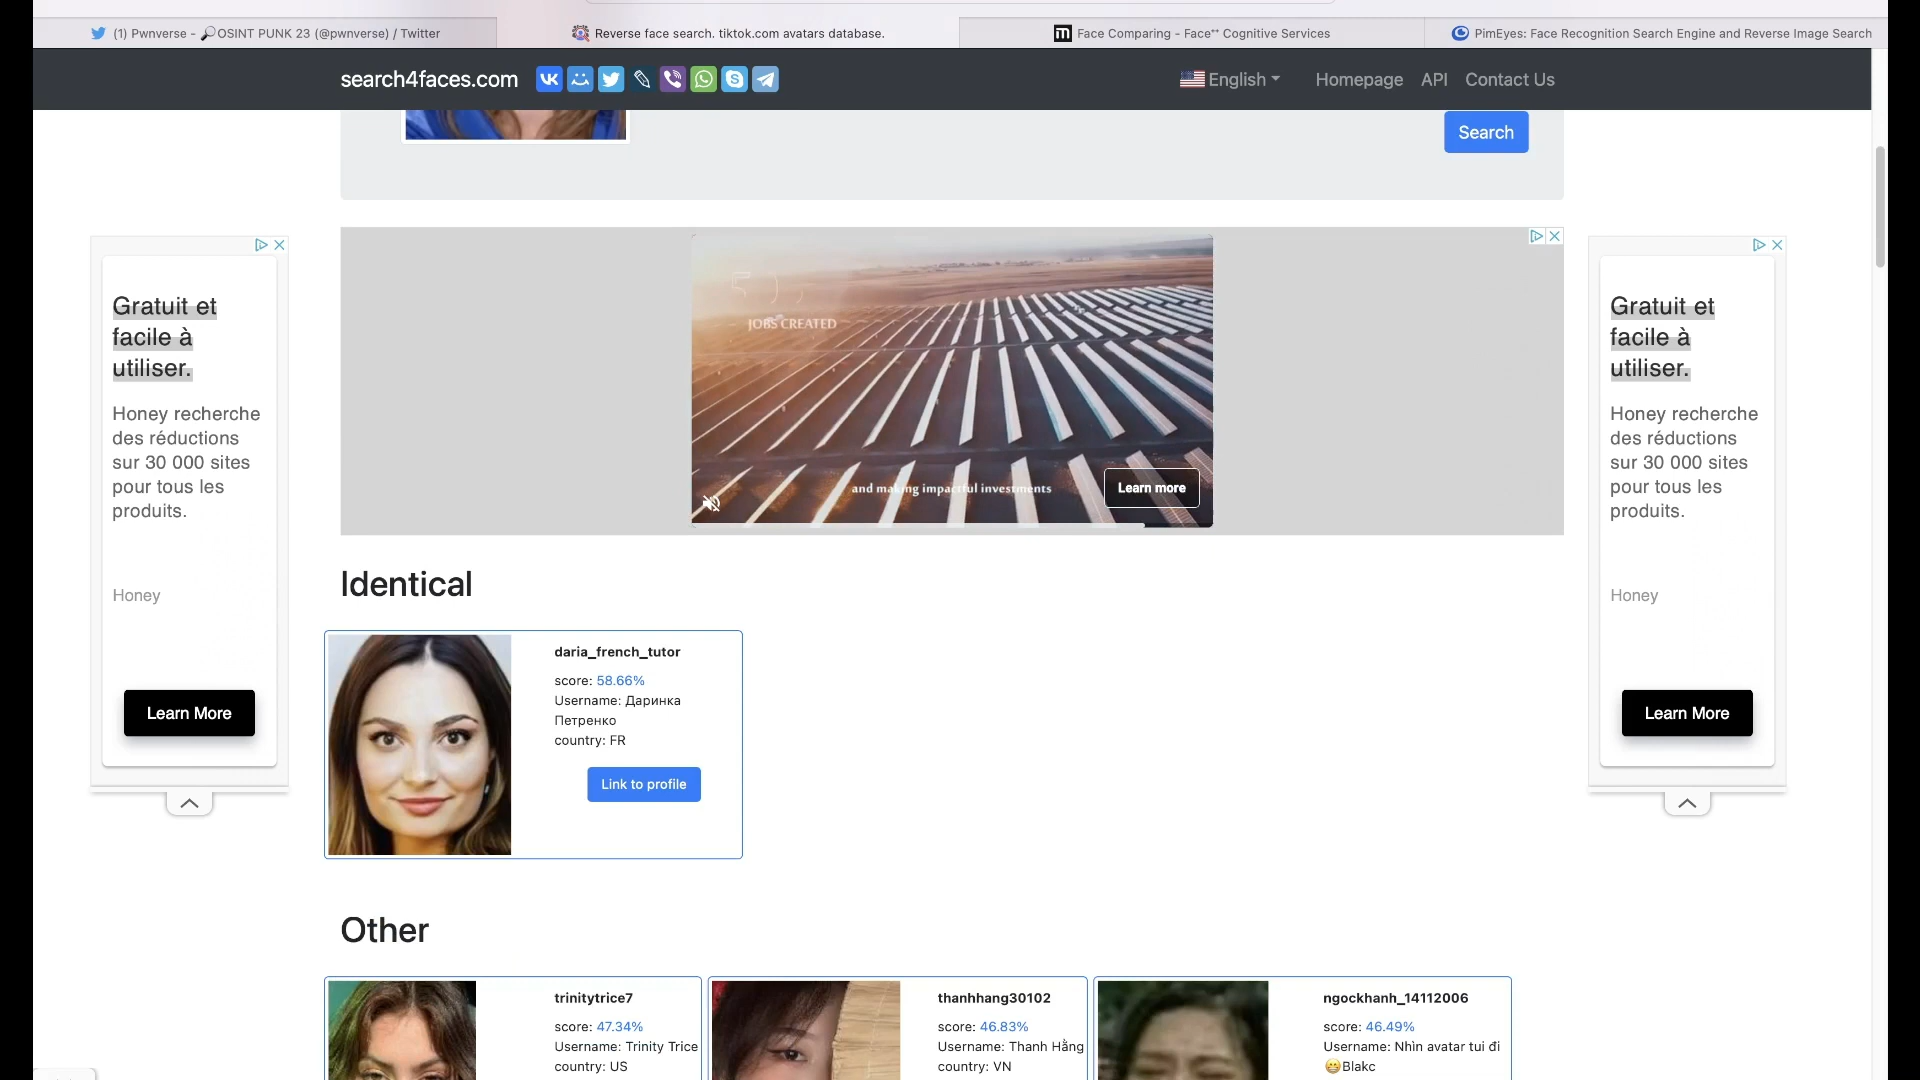 (1) Pwnverse - 🔎OSINT PUNK 23 (@pwnverse) / Twitter
Reverse face search. tiktok.com avatars database.
Face Comparing - Face⁺⁺ Cognitive Services
PimEyes: Face Recognition Search Engine and Reverse Image Search
search4faces.com
English
Homepage
API
Contact Us
Search
JOBS CREATED
and making impactful investments
Learn more
Gratuit et
facile à
utiliser.
Honey recherche
des réductions
sur 30 000 sites
pour tous les
produits.
Honey
Learn More
Gratuit et
facile à
utiliser.
Honey recherche
des réductions
sur 30 000 sites
pour tous les
produits.
Honey
Learn More
Identical
daria_french_tutor
score: 58.66%
Username: Даринка
Петренко
country: FR
Link to profile
Other
trinitytrice7
score: 47.34%
Username: Trinity Trice
country: US
thanhhang30102
score: 46.83%
Username: Thanh Hằng
country: VN
ngockhanh_14112006
score: 46.49%
Username: Nhìn avatar tui đi
😁Blakc